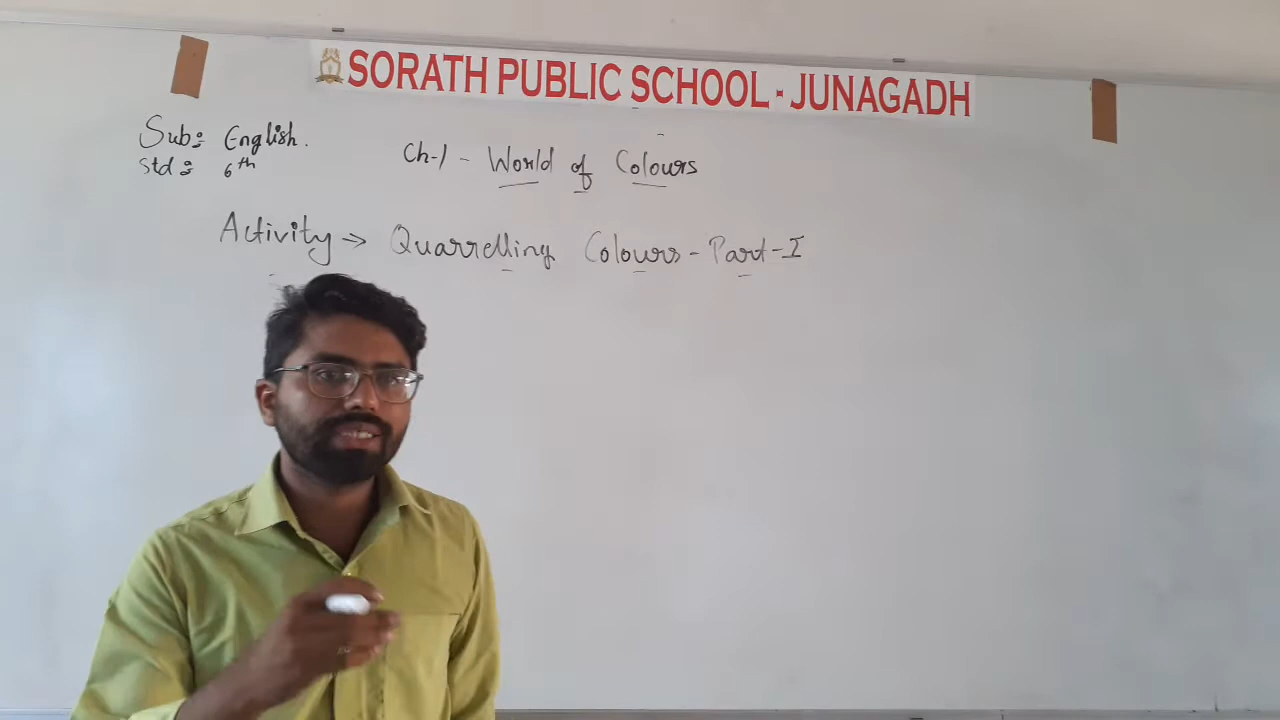 SORATH PUBLIC SCHOOL - JUNAGADH
Sub: English.
Std: 6th
Ch-1 - World of Colours
Activity → Quarrelling Colours - Part-I